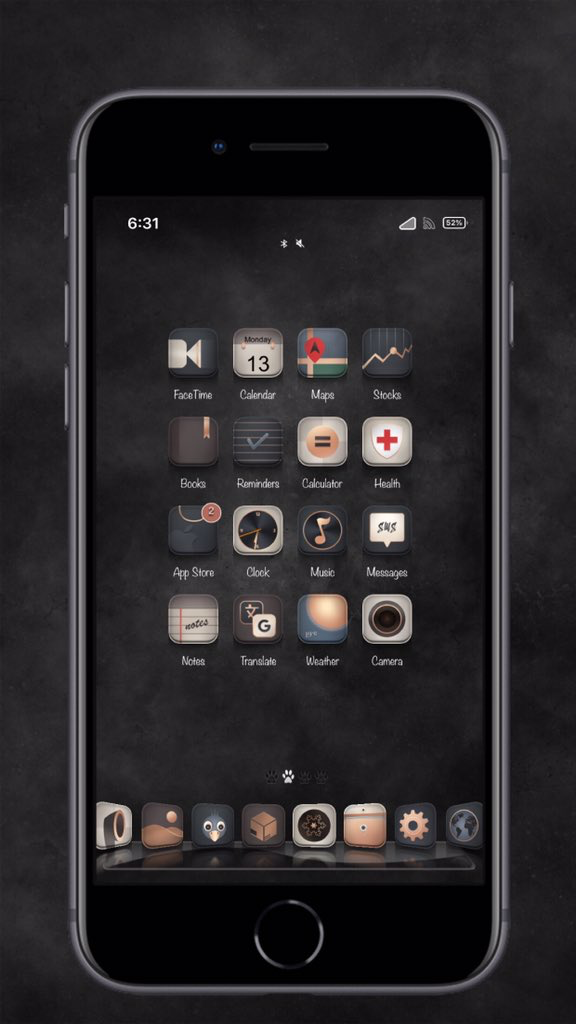 6:31
52%
Monday
13
FaceTime
Calendar
Maps
Stocks
Books
Reminders
Calculator
Health
2
SMS
App Store
Clock
Music
Messages
notes
文
G
Notes
Translate
Weather
Camera